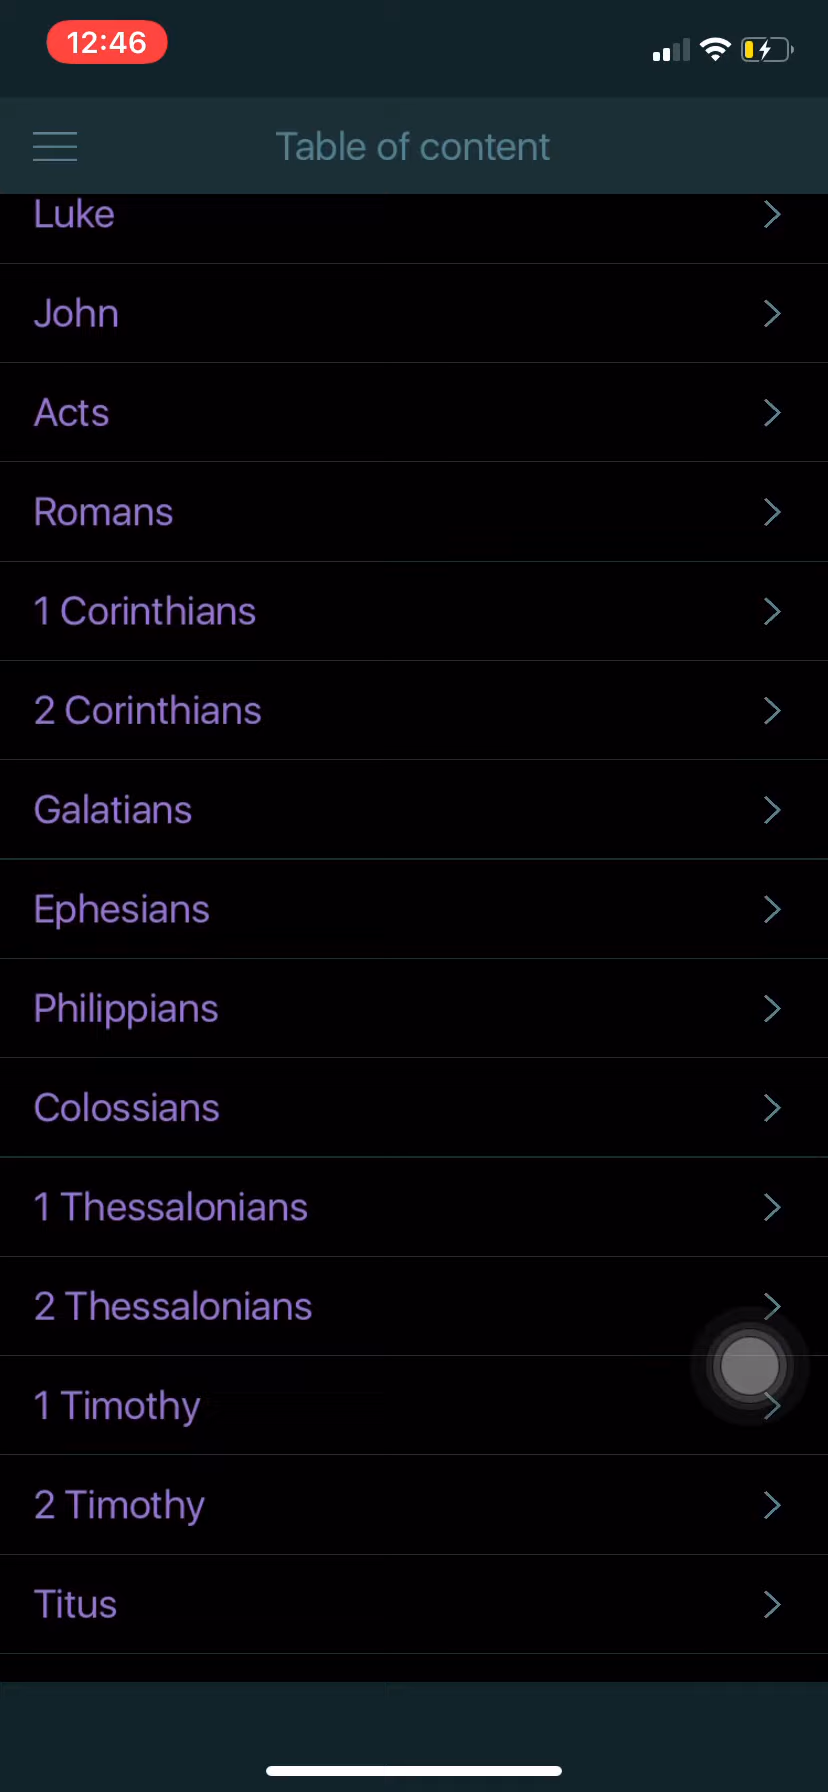 12:46
Table of content
Luke
John
Acts
Romans
1 Corinthians
2 Corinthians
Galatians
Ephesians
Philippians
Colossians
1 Thessalonians
2 Thessalonians
1 Timothy
2 Timothy
Titus